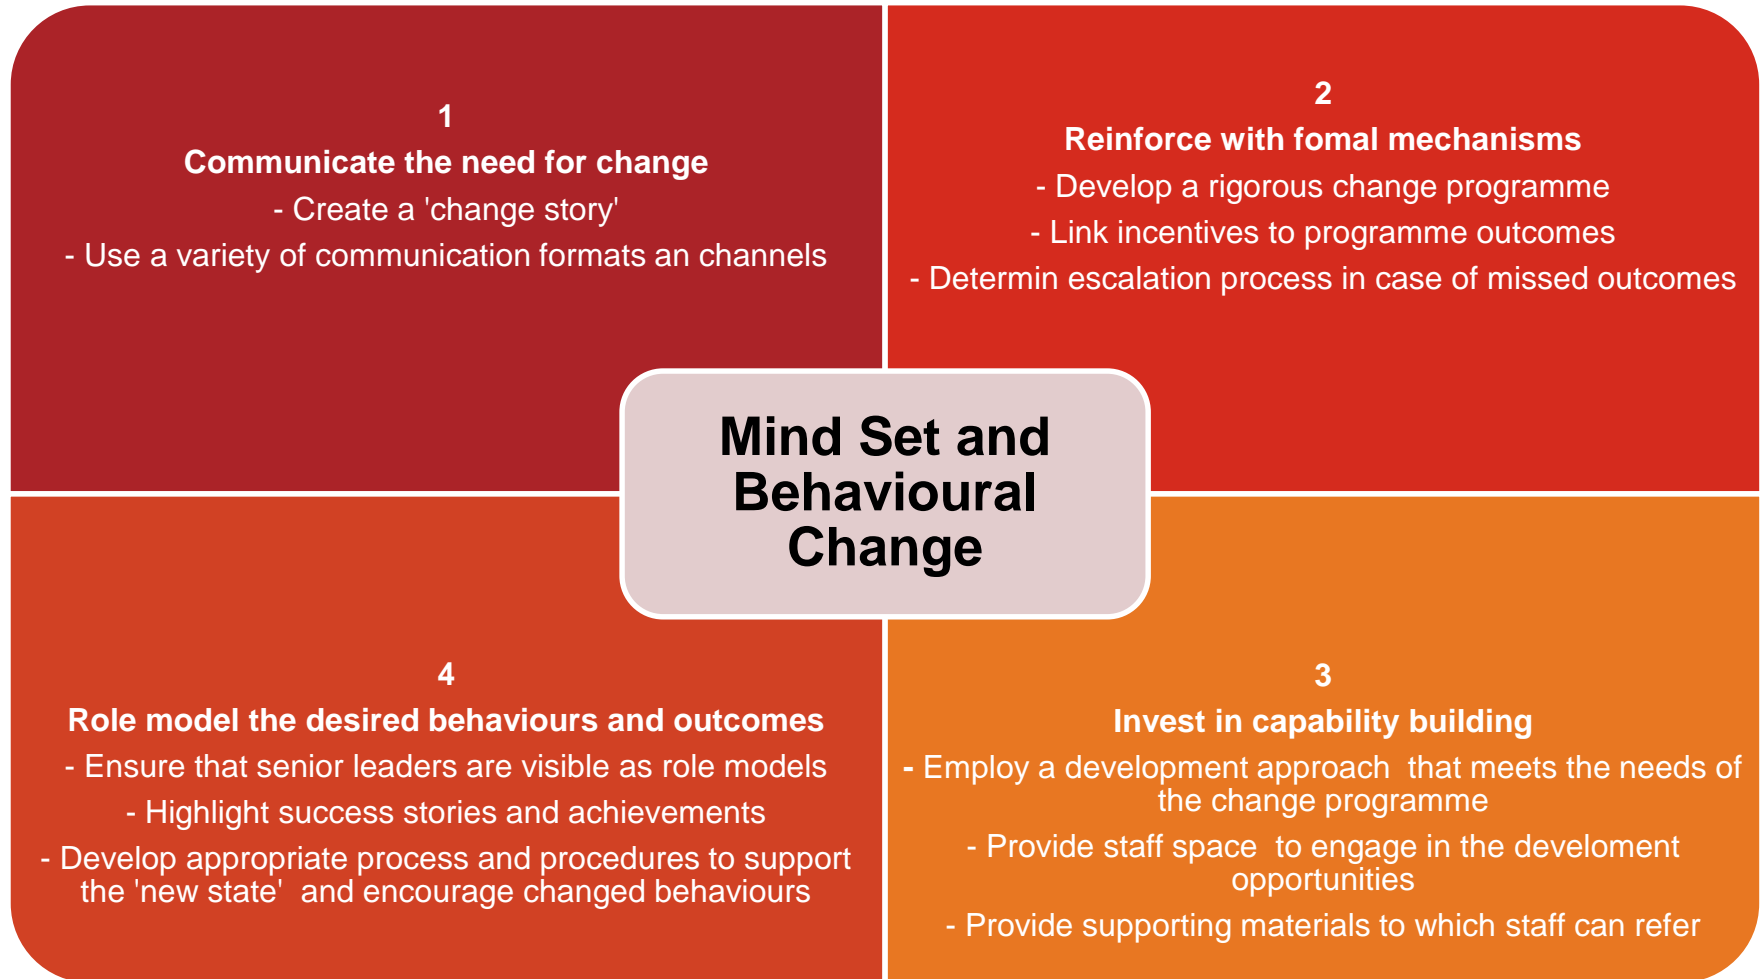 1
Communicate the need for change
- Create a 'change story'
- Use a variety of communication formats an channels
2
Reinforce with fomal mechanisms
- Develop a rigorous change programme
- Link incentives to programme outcomes
- Determin escalation process in case of missed outcomes
Mind Set and
Behavioural
Change
4
Role model the desired behaviours and outcomes
- Ensure that senior leaders are visible as role models
- Highlight success stories and achievements
- Develop appropriate process and procedures to support
the 'new state'  and encourage changed behaviours
3
Invest in capability building
- Employ a development approach  that meets the needs of
the change programme
- Provide staff space  to engage in the develoment
opportunities
- Provide supporting materials to which staff can refer